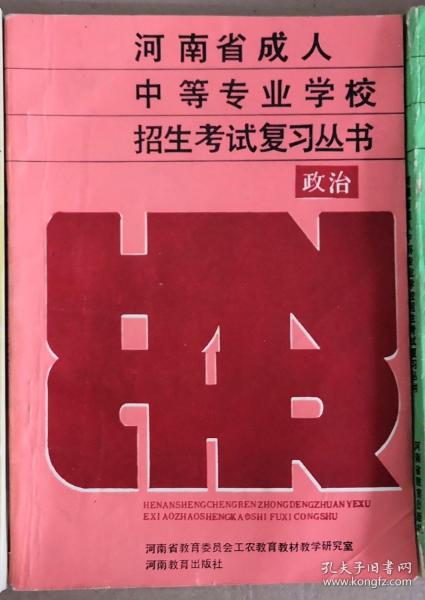 河南省成人
中等专业学校
招生考试复习丛书
政治
HENANSHENGCHENGRENZHONGDENGZHUANYEXU
EXIAOZHAOSHENGKAOSHI FUXI CONGSHU
河南省教育委员会工农教育教材教学研究室
河南教育出版社
孔夫子旧书网
www.kongfz.com